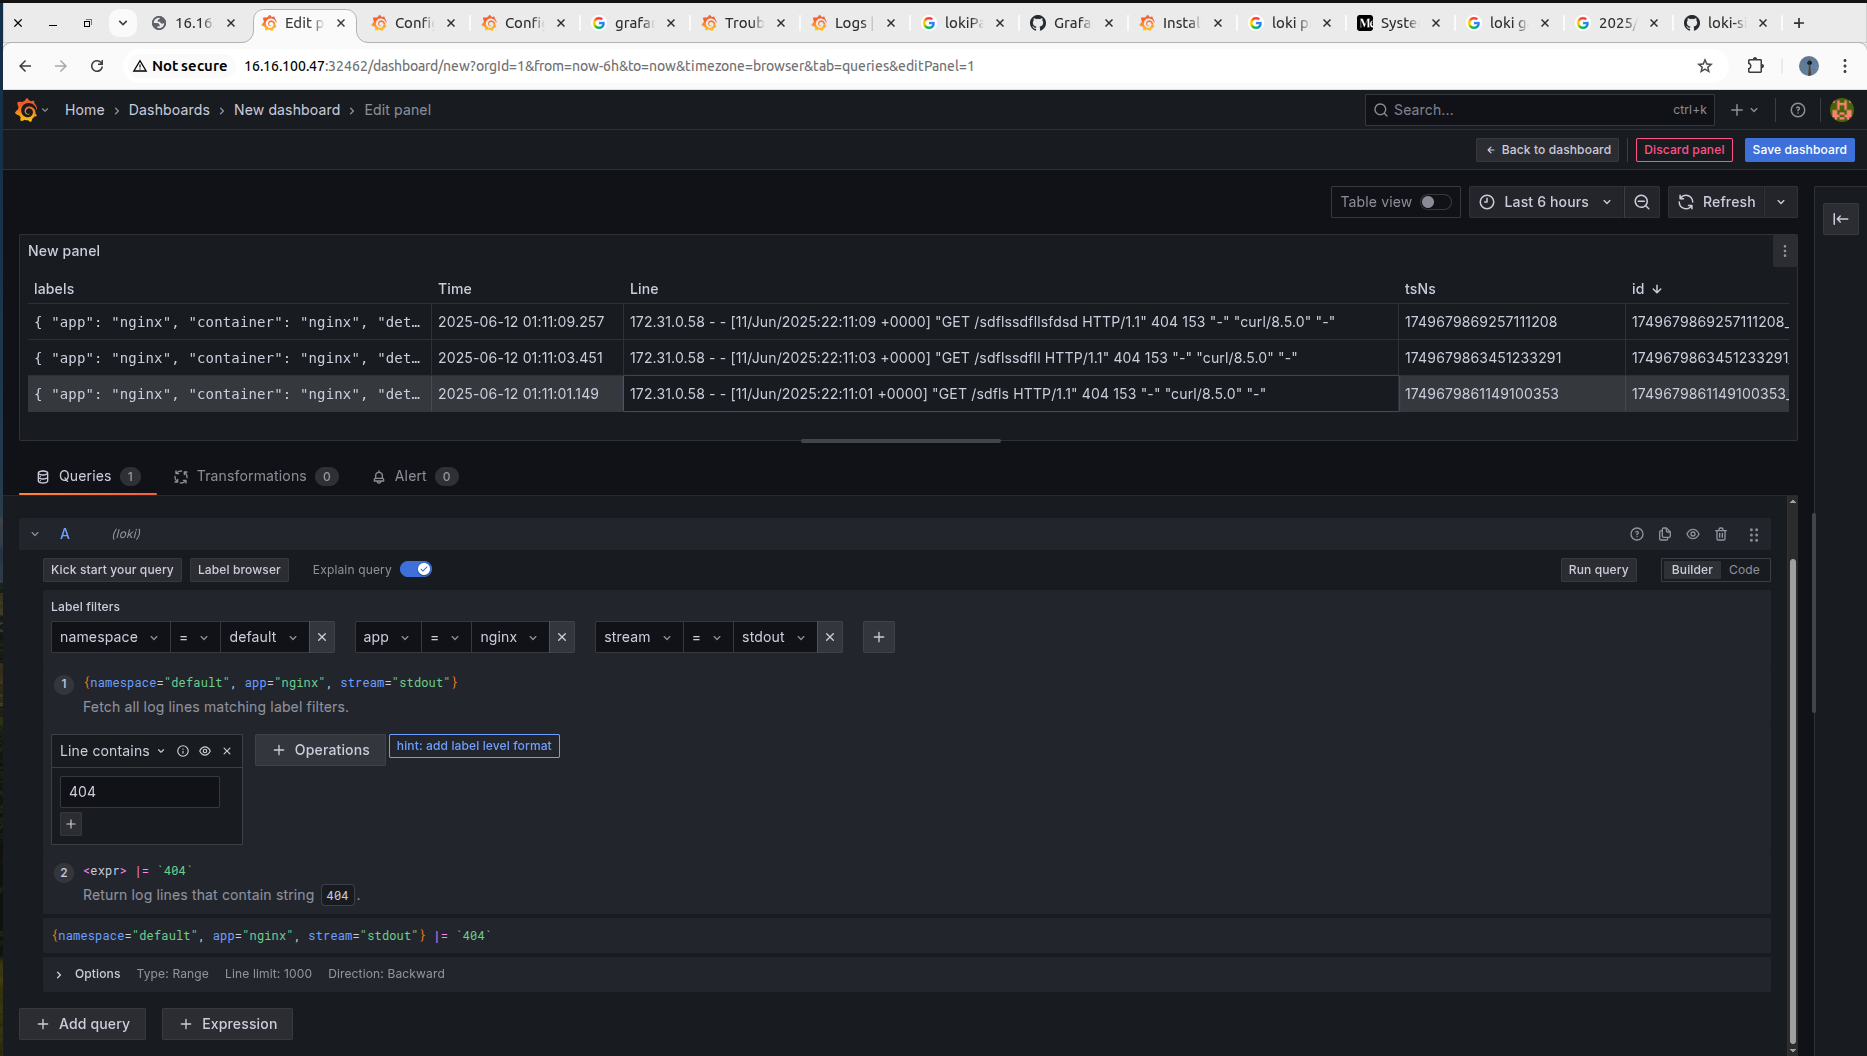 16.16
Edit p
Confi
Confi
grafa
Troub
Logs |
lokiPa
Grafa
Instal
loki p
Syste
loki g
2025/
loki-si
Not secure 16.16.100.47:32462/dashboard/new?orgId=1&from=now-6h&to=now&timezone=browser&tab=queries&editPanel=1
Home › Dashboards › New dashboard › Edit panel
Search... ctrl+k
Back to dashboard Discard panel Save dashboard
Table view Last 6 hours Refresh
New panel
labels Time Line tsNs id
{ "app": "nginx", "container": "nginx", "det… 2025-06-12 01:11:09.257 172.31.0.58 - - [11/Jun/2025:22:11:09 +0000] "GET /sdflssdfllsfdsd HTTP/1.1" 404 153 "-" "curl/8.5.0" "-" 1749679869257111208 1749679869257111208_
{ "app": "nginx", "container": "nginx", "det… 2025-06-12 01:11:03.451 172.31.0.58 - - [11/Jun/2025:22:11:03 +0000] "GET /sdflssdfll HTTP/1.1" 404 153 "-" "curl/8.5.0" "-" 1749679863451233291 1749679863451233291
{ "app": "nginx", "container": "nginx", "det… 2025-06-12 01:11:01.149 172.31.0.58 - - [11/Jun/2025:22:11:01 +0000] "GET /sdfls HTTP/1.1" 404 153 "-" "curl/8.5.0" "-" 1749679861149100353 1749679861149100353_
Queries 1 Transformations 0 Alert 0
A (loki)
Kick start your query Label browser Explain query Run query Builder Code
Label filters
namespace = default app = nginx stream = stdout
1 {namespace="default", app="nginx", stream="stdout"}
Fetch all log lines matching label filters.
Line contains + Operations hint: add label level format
404
+
2 <expr> |= `404`
Return log lines that contain string 404 .
{namespace="default", app="nginx", stream="stdout"} |= `404`
Options Type: Range Line limit: 1000 Direction: Backward
+ Add query + Expression